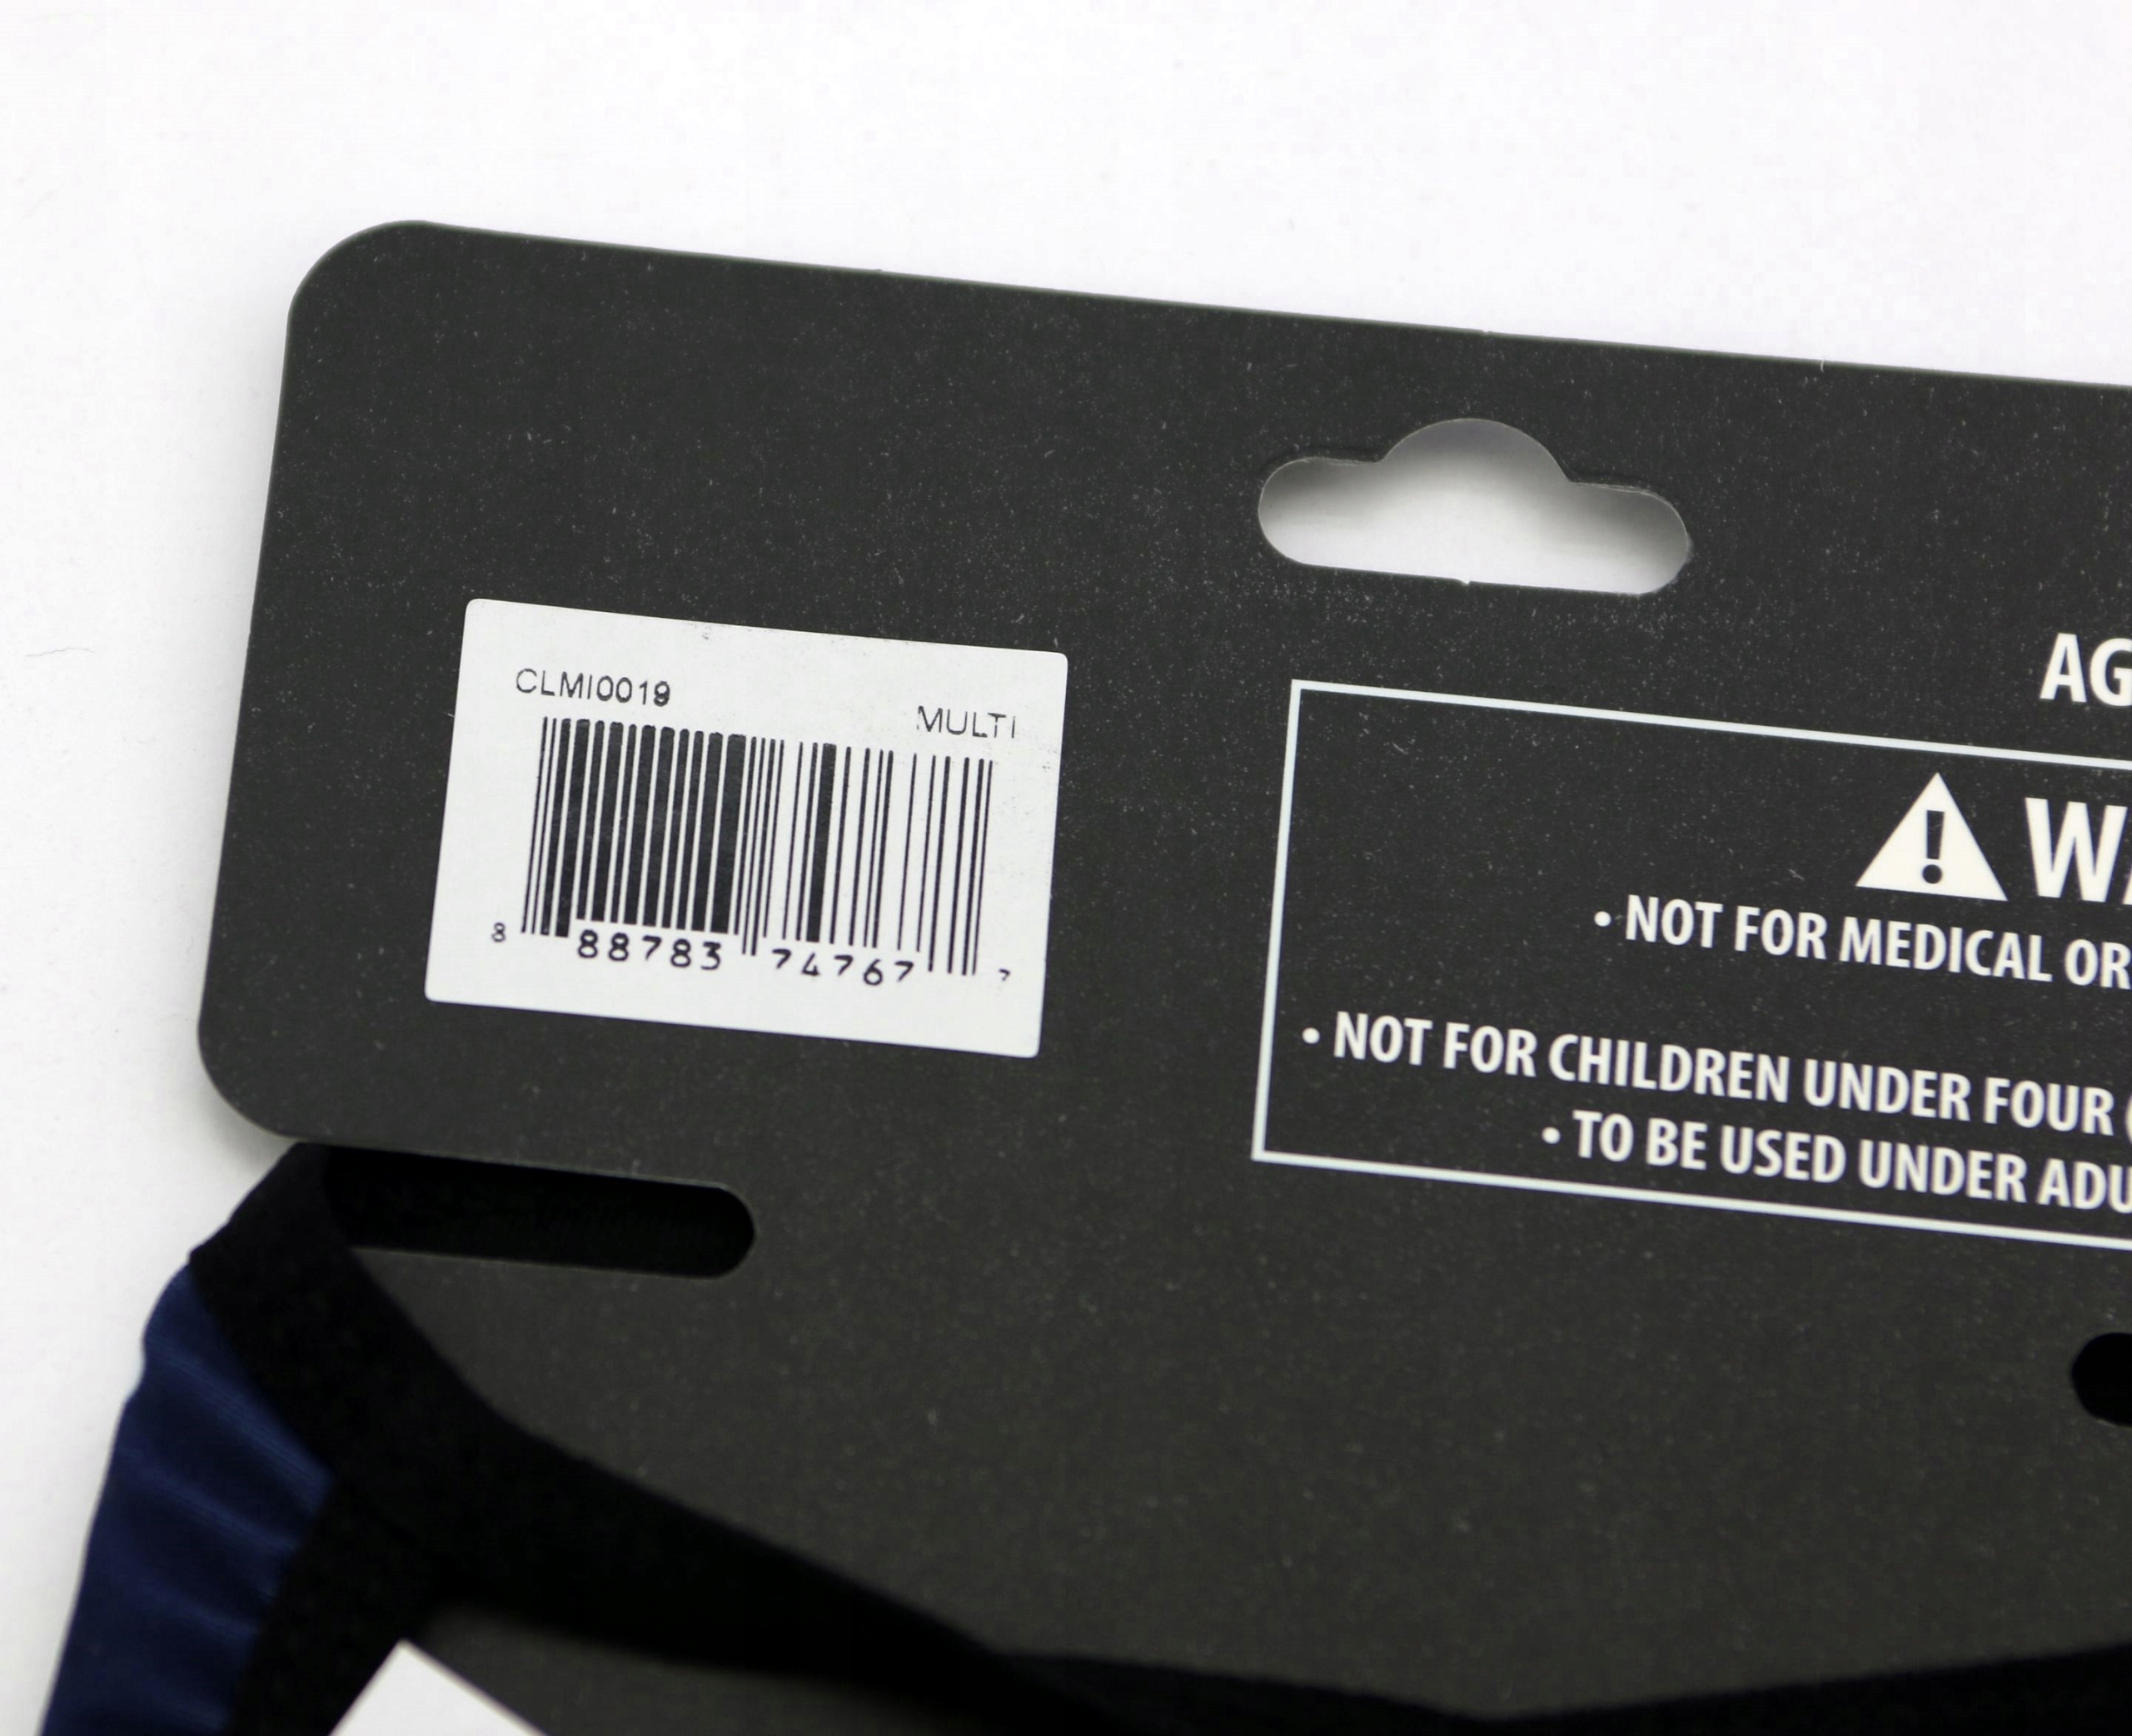 CLMI0019
MULTI
8 88783 74767 7
AG
! WA
• NOT FOR MEDICAL OR
• NOT FOR CHILDREN UNDER FOUR (
• TO BE USED UNDER ADU